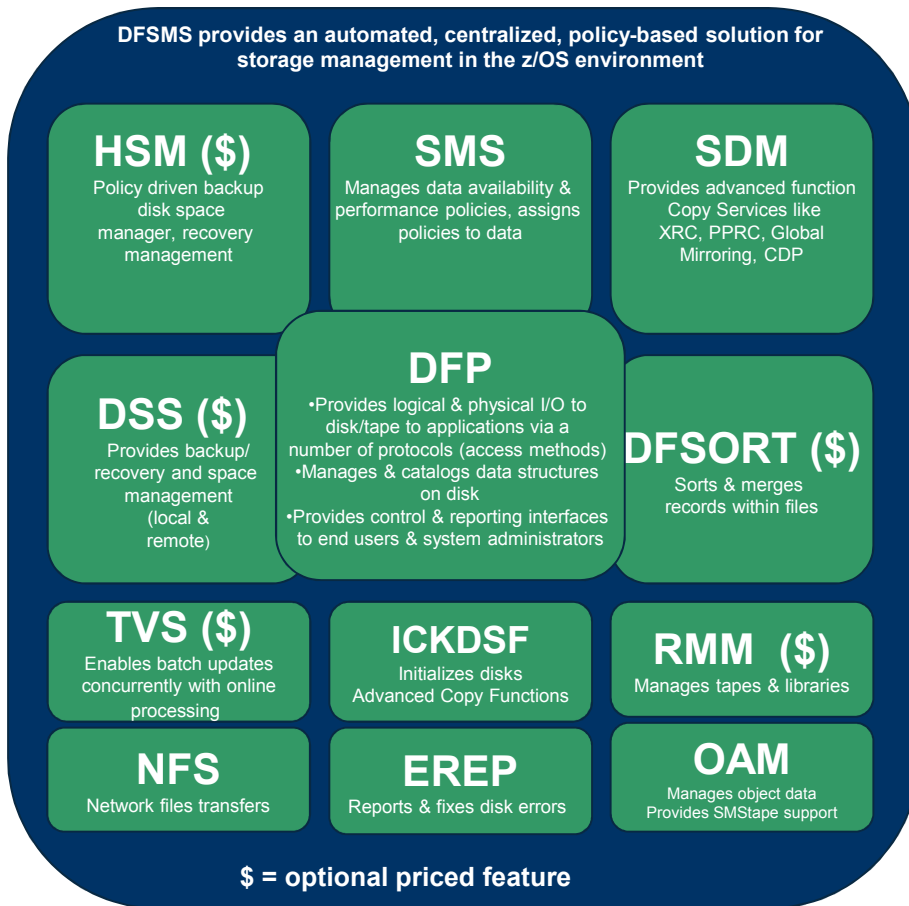 DFSMS provides an automated, centralized, policy-based solution for
storage management in the z/OS environment
HSM ($)
Policy driven backup
disk space
manager, recovery
management
SMS
Manages data availability &
performance policies, assigns
policies to data
SDM
Provides advanced function
Copy Services like
XRC, PPRC, Global
Mirroring, CDP
DSS ($)
Provides backup/
recovery and space
management
(local &
remote)
DFP
•Provides logical & physical I/O to
disk/tape to applications via a
number of protocols (access methods)
•Manages & catalogs data structures
on disk
•Provides control & reporting interfaces
to end users & system administrators
DFSORT ($)
Sorts & merges
records within files
TVS ($)
Enables batch updates
concurrently with online
processing
ICKDSF
Initializes disks
Advanced Copy Functions
RMM ($)
Manages tapes & libraries
NFS
Network files transfers
EREP
Reports & fixes disk errors
OAM
Manages object data
Provides SMStape support
$ = optional priced feature